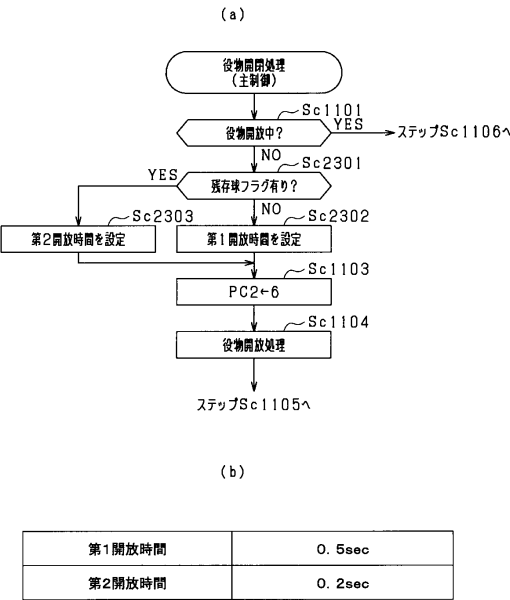 (a)
役物開閉処理
(主制御)
Sc1101
役物開放中？
YES
ステップSc1106へ
NO
Sc2301
YES
残存球フラグ有り？
NO
Sc2303
Sc2302
第2開放時間を設定
第1開放時間を設定
Sc1103
PC2←6
Sc1104
役物開放処理
ステップSc1105へ
(b)
第1開放時間 0. 5sec
第2開放時間 0. 2sec